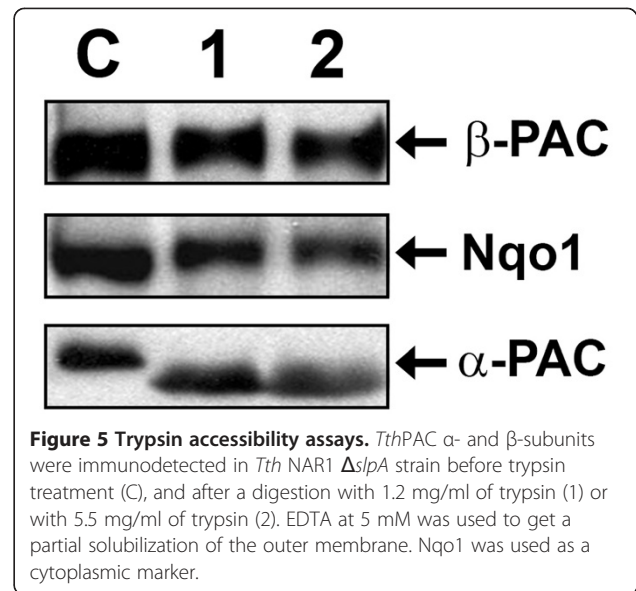 C 1 2
β-PAC
Nqo1
α-PAC
Figure 5 Trypsin accessibility assays. TthPAC α- and β-subunits
were immunodetected in Tth NAR1 ΔslpA strain before trypsin
treatment (C), and after a digestion with 1.2 mg/ml of trypsin (1) or
with 5.5 mg/ml of trypsin (2). EDTA at 5 mM was used to get a
partial solubilization of the outer membrane. Nqo1 was used as a
cytoplasmic marker.